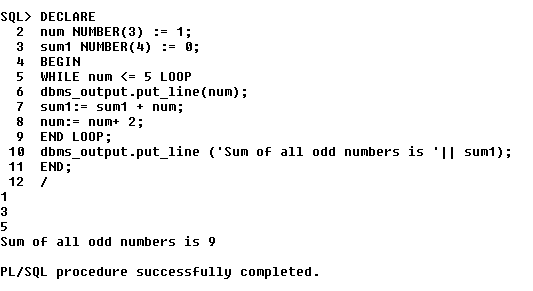 SQL> DECLARE
  2  num NUMBER(3) := 1;
  3  sum1 NUMBER(4) := 0;
  4  BEGIN
  5  WHILE num <= 5 LOOP
  6  dbms_output.put_line(num);
  7  sum1:= sum1 + num;
  8  num:= num+ 2;
  9  END LOOP;
 10  dbms_output.put_line ('Sum of all odd numbers is '|| sum1);
 11  END;
 12  /
1
3
5
Sum of all odd numbers is 9
PL/SQL procedure successfully completed.